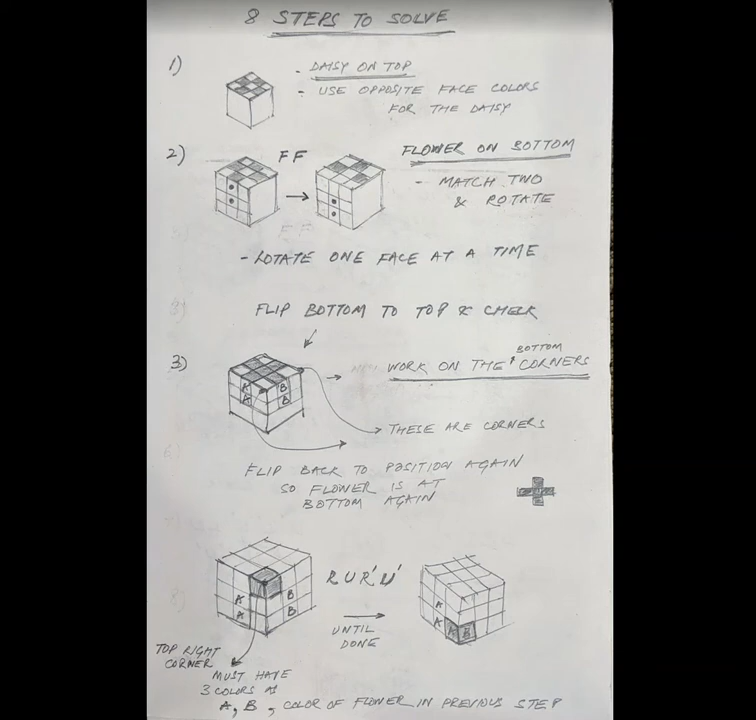 8 STEPS TO SOLVE
1)
- DAISY ON TOP
- USE OPPOSITE FACE COLORS
FOR THE DAISY
2)
FF
FLOWER ON BOTTOM
- MATCH TWO
& ROTATE
- ROTATE ONE FACE AT A TIME
FLIP BOTTOM TO TOP & CHECK
3)
BOTTOM
WORK ON THE CORNERS
A B
A B
THESE ARE CORNERS
FLIP BACK TO POSITION AGAIN
SO FLOWER IS AT
BOTTOM AGAIN
R U R' U'
A B
A B
UNTIL
DONE
A
A A B
TOP RIGHT
CORNER
MUST HAVE
3 COLORS AS
A, B, COLOR OF FLOWER IN PREVIOUS STEP